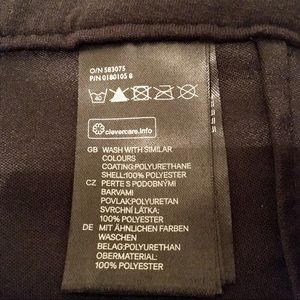 O/N 583075
P/N 0180105 8
clevercare.info
GB WASH WITH SIMILAR
COLOURS
COATING:POLYURETHANE
SHELL:100% POLYESTER
CZ PERTE S PODOBNÝMI
BARVAMI
POVLAK:POLYURETAN
SVRCHNÍ LÁTKA:
100% POLYESTER
DE MIT ÄHNLICHEN FARBEN
WASCHEN
BELAG:POLYURETHAN
OBERMATERIAL:
100% POLYESTER